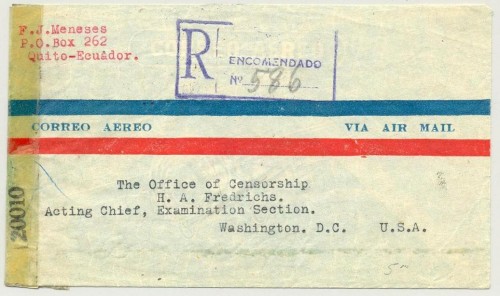 F.J.Meneses
P.O.Box 262
Quito-Ecuador.
R
ENCOMENDADO
No 586
CORREO AEREO
VIA AIR MAIL
The Office of Censorship
H. A. Fredrichs.
Acting Chief, Examination Section.
Washington, D.C. U.S.A.
20010
5-